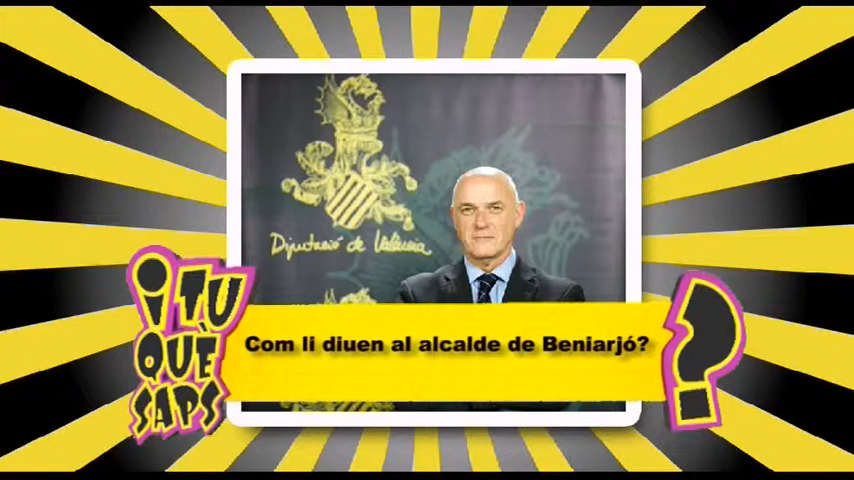 Diputació de València
¡TU
QUÈ
SAPS
Com li diuen al alcalde de Beniarjó?
?